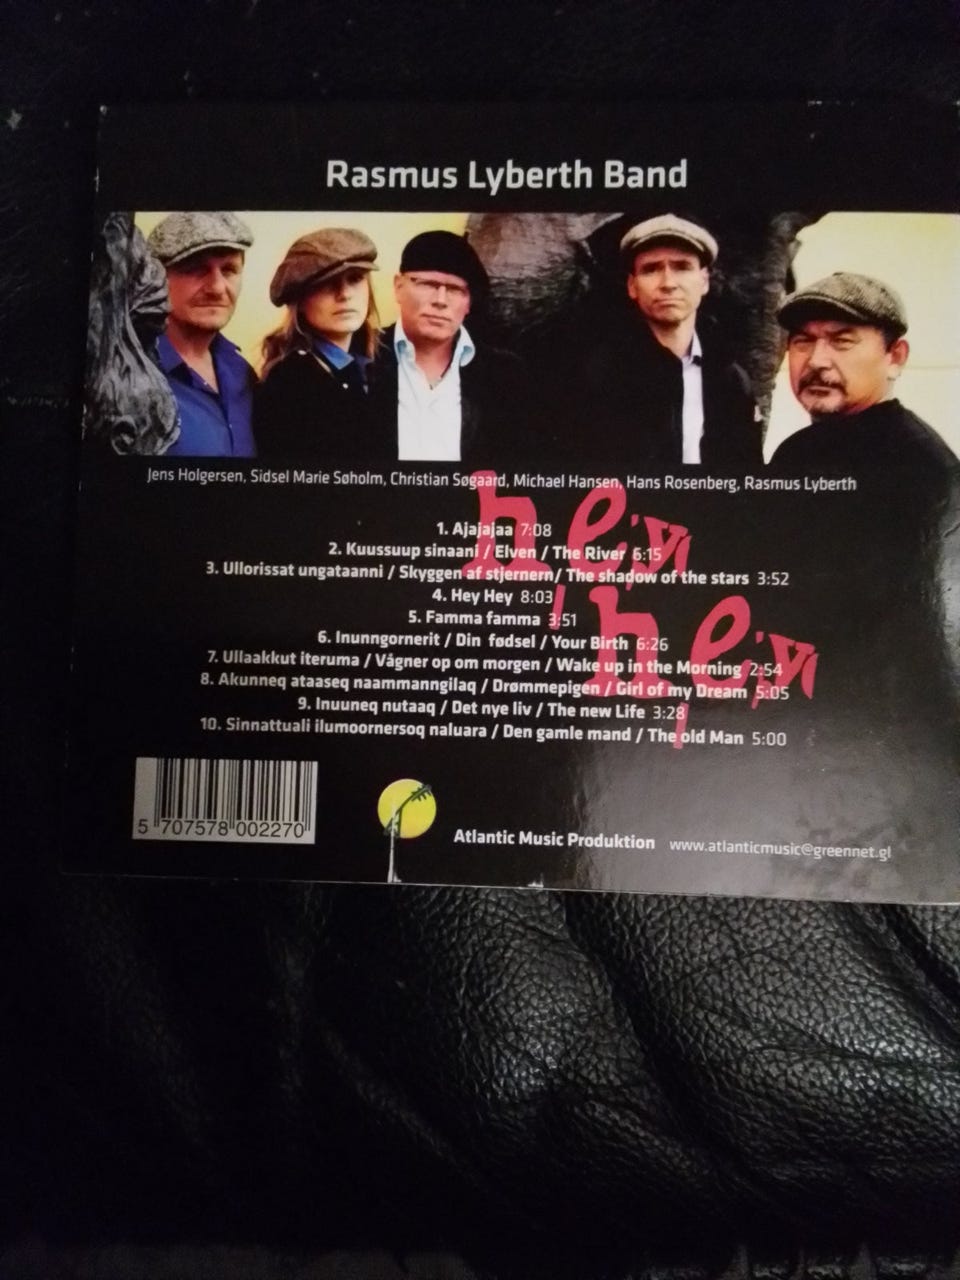 Rasmus Lyberth Band
Jens Holgersen, Sidsel Marie Søholm, Christian Søgaard, Michael Hansen, Hans Rosenberg, Rasmus Lyberth
hey
hey
1. Ajajajaa 7:08
2. Kuussuup sinaani / Elven / The River 6:15
3. Ullorissat ungataanni / Skyggen af stjernern/ The shadow of the stars 3:52
4. Hey Hey 8:03
5. Famma famma 3:51
6. Inunngornerit / Din fødsel / Your Birth 6:26
7. Ullaakkut iteruma / Vågner op om morgen / Wake up in the Morning 2:54
8. Akunneq ataaseq naammanngilaq / Drømmepigen / Girl of my Dream 5:05
9. Inuuneq nutaaq / Det nye liv / The new Life 3:28
10. Sinnattuali ilumoornersoq naluara / Den gamle mand / The old Man 5:00
5 707578 002270
Atlantic Music Produktion www.atlanticmusic@greennet.gl